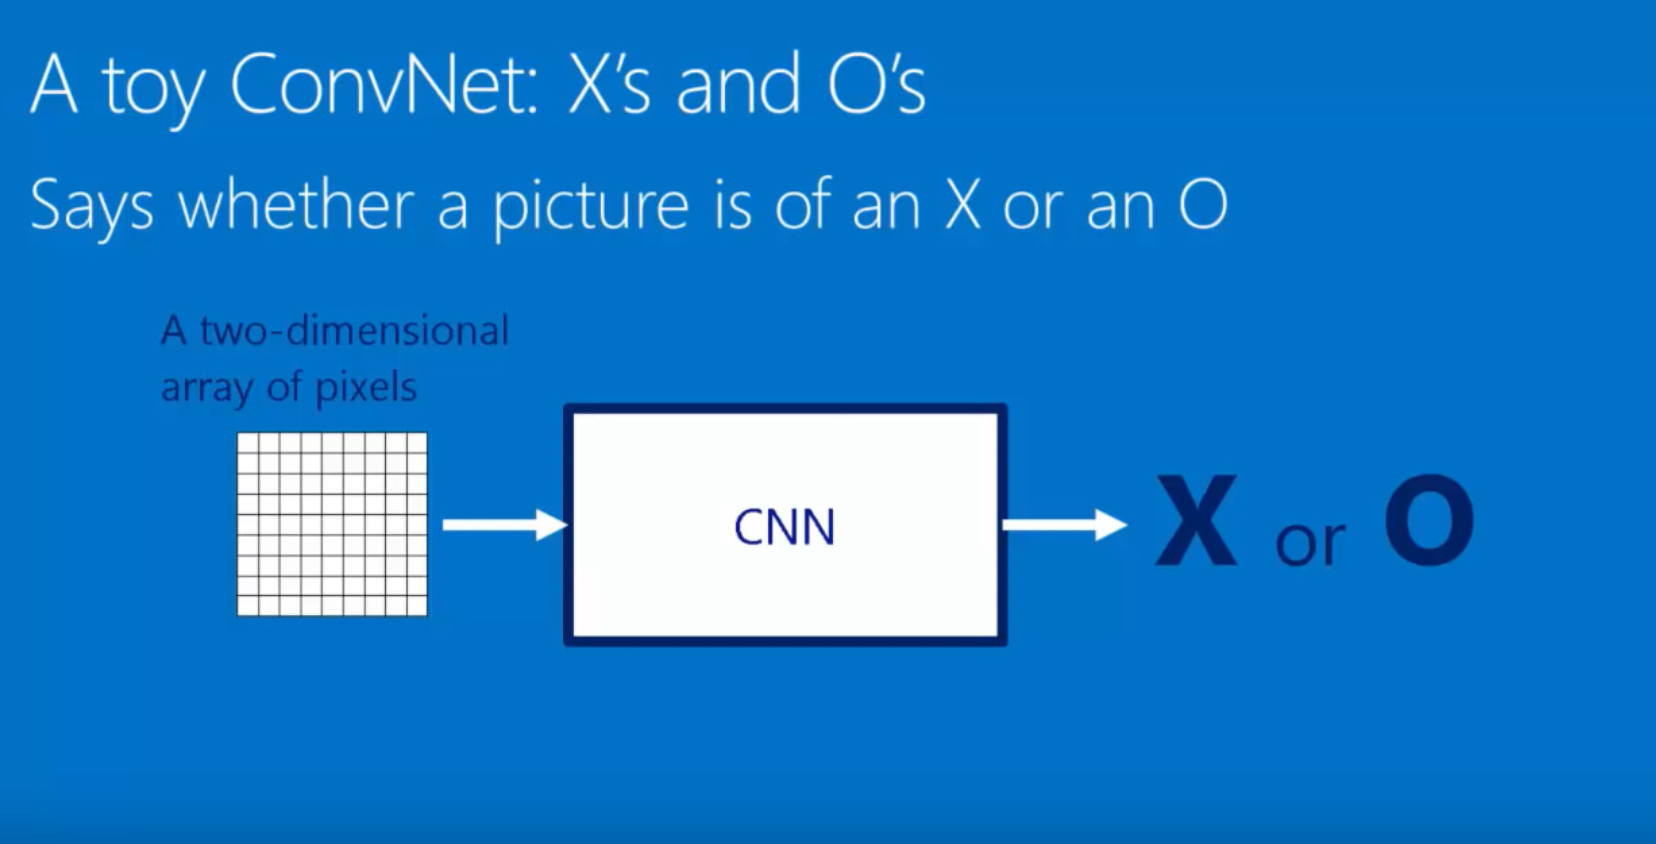 A toy ConvNet: X's and O's
Says whether a picture is of an X or an O
A two-dimensional
array of pixels
CNN
X or O